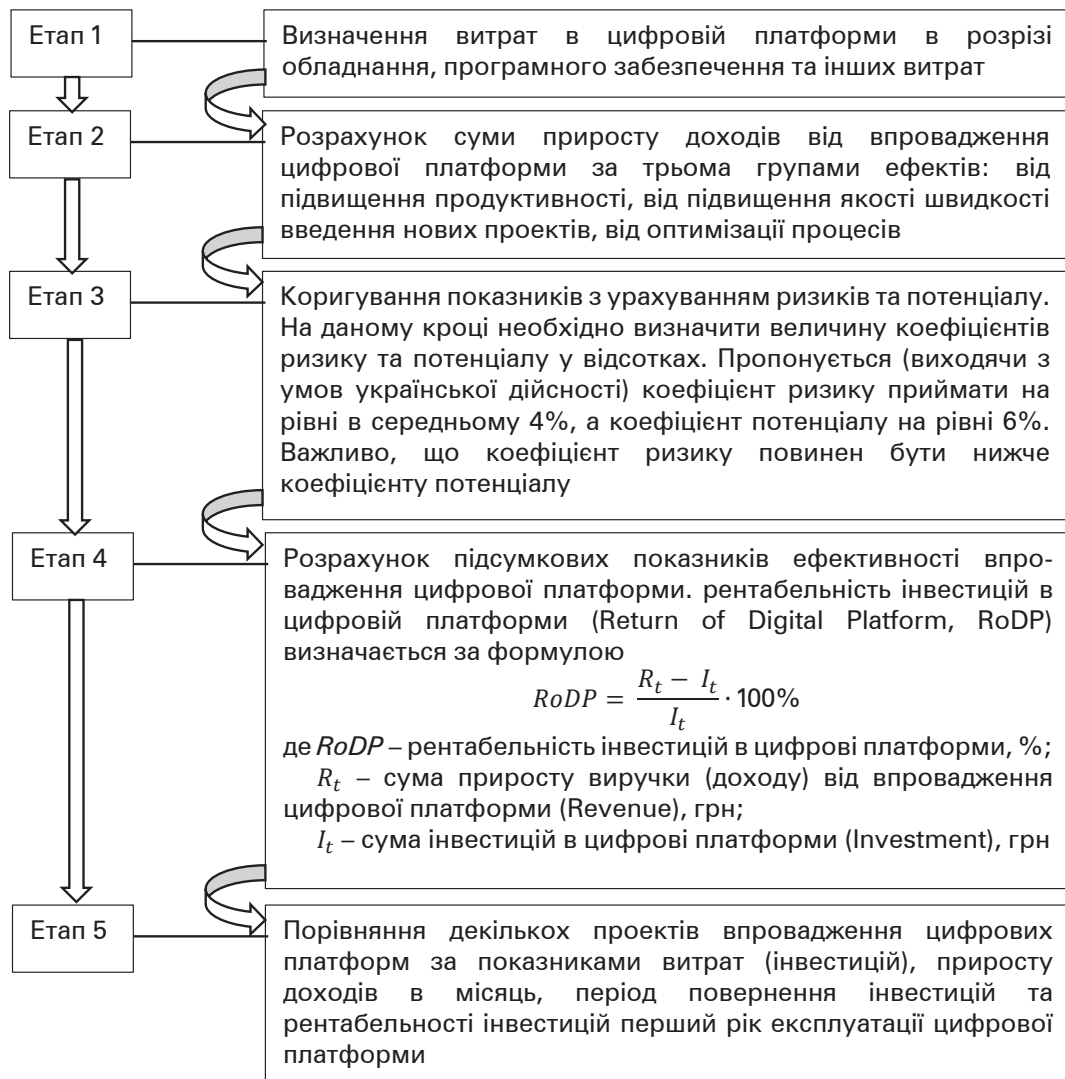 Етап 1
Визначення витрат в цифровій платформи в розрізі
обладнання, програмного забезпечення та інших витрат
Етап 2
Розрахунок суми приросту доходів від впровадження
цифрової платформи за трьома групами ефектів: від
підвищення продуктивності, від підвищення якості швидкості
введення нових проектів, від оптимізації процесів
Етап 3
Коригування показників з урахуванням ризиків та потенціалу.
На даному кроці необхідно визначити величину коефіцієнтів
ризику та потенціалу у відсотках. Пропонується (виходячи з
умов української дійсності) коефіцієнт ризику приймати на
рівні в середньому 4%, а коефіцієнт потенціалу на рівні 6%.
Важливо, що коефіцієнт ризику повинен бути нижче
коефіцієнту потенціалу
Етап 4
Розрахунок підсумкових показників ефективності впро-
вадження цифрової платформи. рентабельність інвестицій в
цифровій платформи (Return of Digital Platform, RoDP)
визначається за формулою
RoDP = \frac{R_t - I_t}{I_t} · 100%
де RoDP – рентабельність інвестицій в цифрові платформи, %;
R_t – сума приросту виручки (доходу) від впровадження
цифрової платформи (Revenue), грн;
I_t – сума інвестицій в цифрові платформи (Investment), грн
Етап 5
Порівняння декількох проектів впровадження цифрових
платформ за показниками витрат (інвестицій), приросту
доходів в місяць, період повернення інвестицій та
рентабельності інвестицій перший рік експлуатації цифрової
платформи